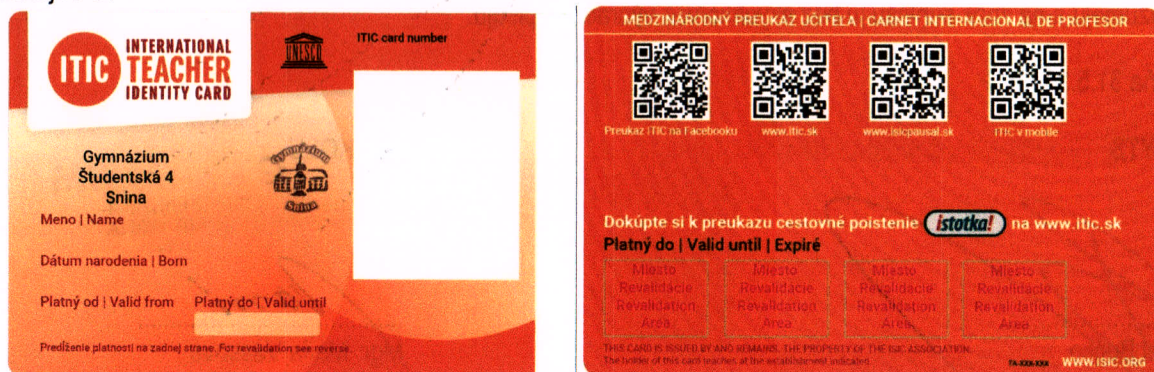 ITIC
INTERNATIONAL
TEACHER
IDENTITY CARD
UNESCO
ITIC card number
Gymnázium
Študentská 4
Snina
Gymnázium
Snina
Meno | Name
Dátum narodenia | Born
Platný od | Valid from Platný do | Valid until
Predĺženie platnosti na zadnej strane. For revalidation see reverse.
MEDZINÁRODNÝ PREUKAZ UČITEĽA | CARNET INTERNACIONAL DE PROFESOR
Preukaz ITIC na Facebooku www.itic.sk www.isicpausal.sk ITIC v mobile
Dokúpte si k preukazu cestovné poistenie istotka! na www.itic.sk
Platný do | Valid until | Expiré
Miesto Miesto Miesto Miesto
Revalidácie Revalidácie Revalidácie Revalidácie
Revalidation Revalidation Revalidation Revalidation
Area Area Area Area
THIS CARD IS ISSUED BY AND REMAINS, THE PROPERTY OF THE ISIC ASSOCIATION.
The holder of this card teaches at the establishment indicated.
TA-XXX-XXX WWW.ISIC.ORG